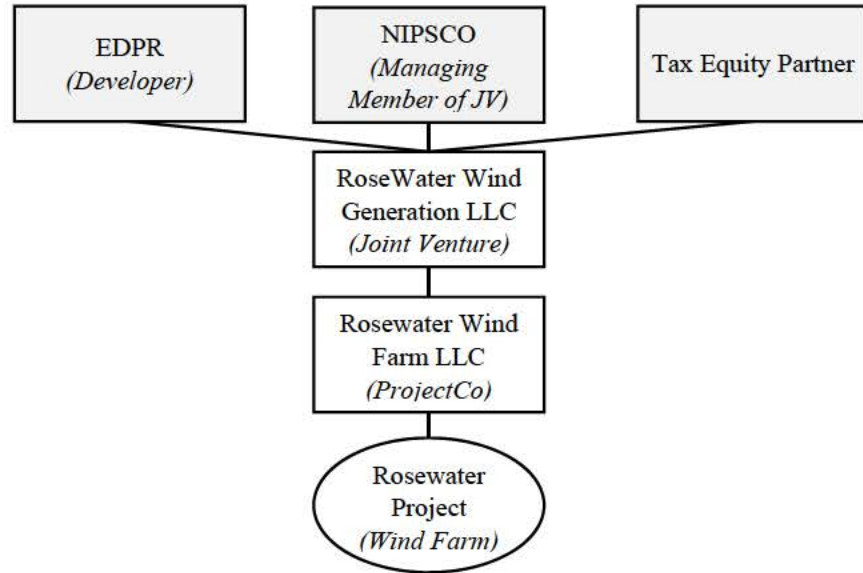 EDPR
(Developer)
NIPSCO
(Managing
Member of JV)
Tax Equity Partner
RoseWater Wind
Generation LLC
(Joint Venture)
Rosewater Wind
Farm LLC
(ProjectCo)
Rosewater
Project
(Wind Farm)